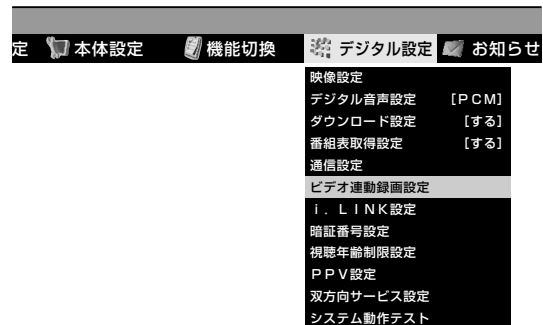 定 本体設定 機能切換 デジタル設定 お知らせ
映像設定
デジタル音声設定 [PCM]
ダウンロード設定 [する]
番組表取得設定 [する]
通信設定
ビデオ連動録画設定
i．LINK設定
暗証番号設定
視聴年齢制限設定
PPV設定
双方向サービス設定
システム動作テスト